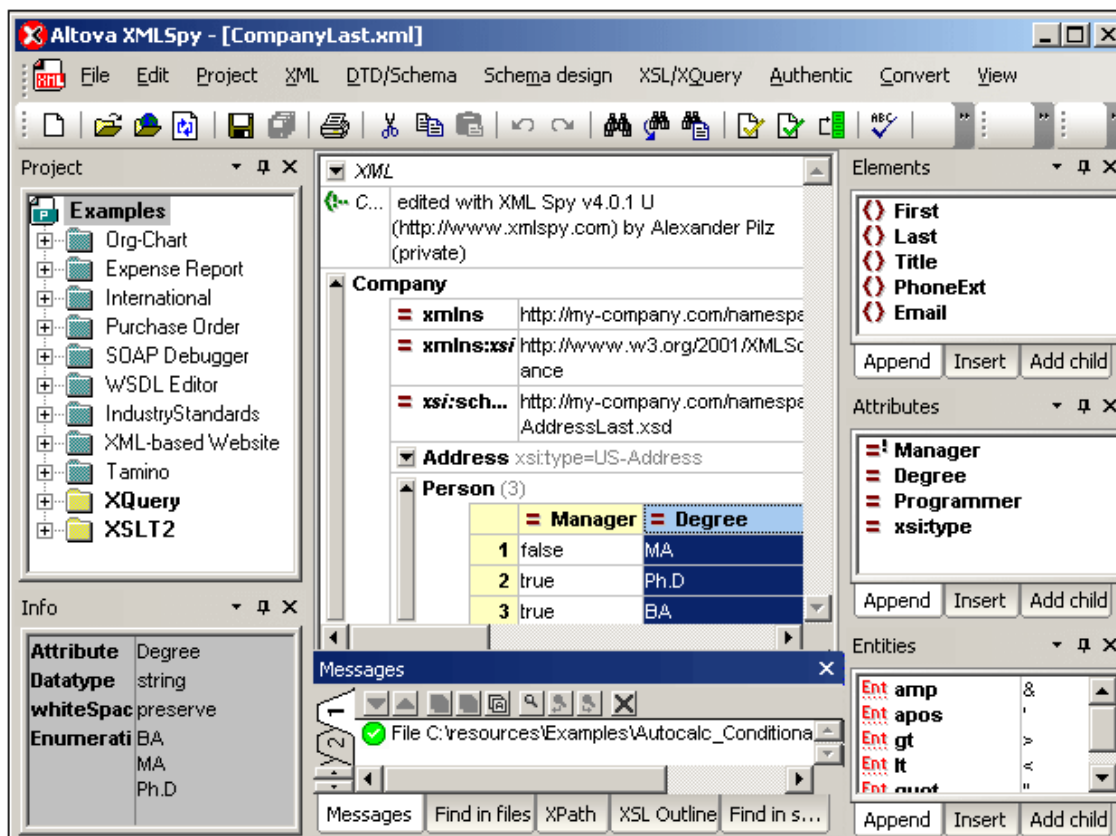 Altova XMLSpy - [CompanyLast.xml]
File Edit Project XML DTD/Schema Schema design XSL/XQuery Authentic Convert View
Project
Examples
Org-Chart
Expense Report
International
Purchase Order
SOAP Debugger
WSDL Editor
IndustryStandards
XML-based Website
Tamino
XQuery
XSLT2
Info
Attribute Degree
Datatype string
whiteSpac preserve
Enumerati BA
MA
Ph.D
XML
C... edited with XML Spy v4.0.1 U
(http://www.xmlspy.com) by Alexander Pilz
(private)
Company
= xmlns http://my-company.com/namespa
= xmlns:xsi http://www.w3.org/2001/XMLSc
ance
= xsi:sch... http://my-company.com/namespa
AddressLast.xsd
Address xsi:type=US-Address
Person (3)
= Manager = Degree
1 false MA
2 true Ph.D
3 true BA
Messages
1
2
File C:\resources\Examples\Autocalc_Conditiona
Messages Find in files XPath XSL Outline Find in s...
Elements
First
Last
Title
PhoneExt
Email
Append Insert Add child
Attributes
Manager
Degree
Programmer
xsi:type
Append Insert Add child
Entities
Ent amp &
Ent apos '
Ent gt >
Ent lt <
Ent quot "
Append Insert Add child